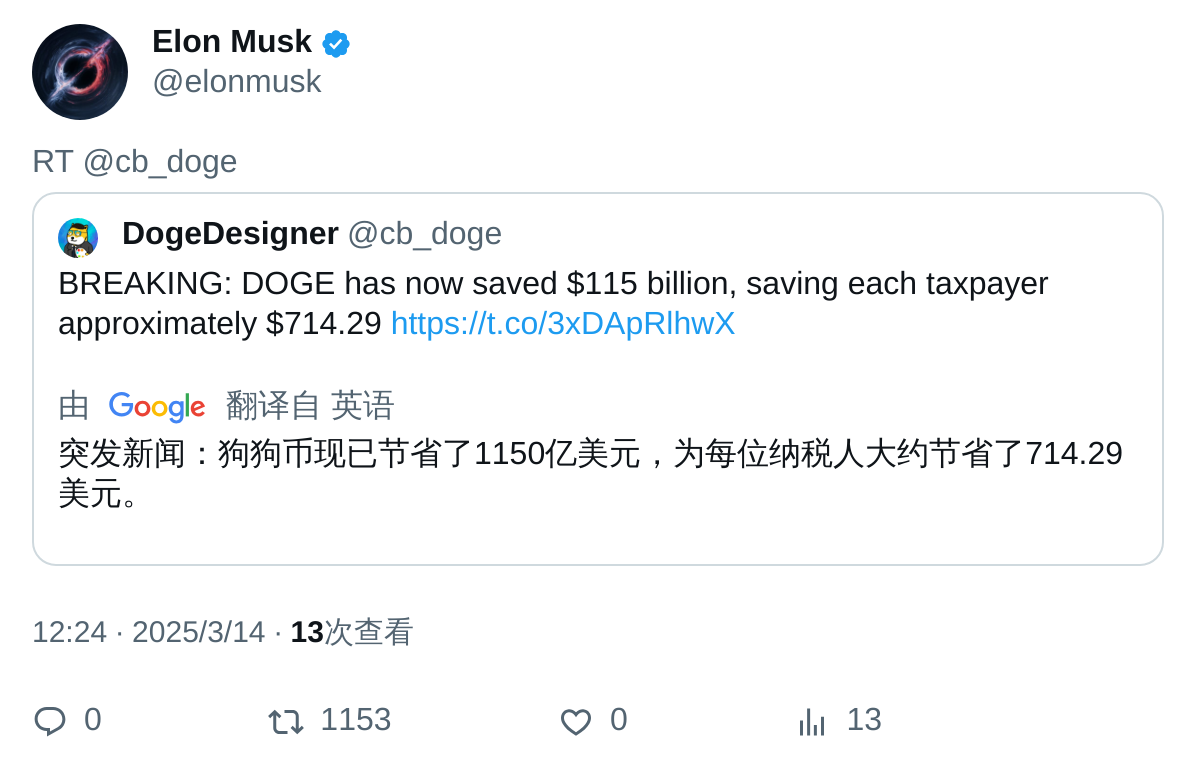 Elon Musk
@elonmusk
RT @cb_doge
DogeDesigner @cb_doge
BREAKING: DOGE has now saved $115 billion, saving each taxpayer
approximately $714.29 https://t.co/3xDApRlhwX
由 Google 翻译自 英语
突发新闻：狗狗币现已节省了1150亿美元，为每位纳税人大约节省了714.29
美元。
12:24 · 2025/3/14 · 13次查看
0 1153 0 13